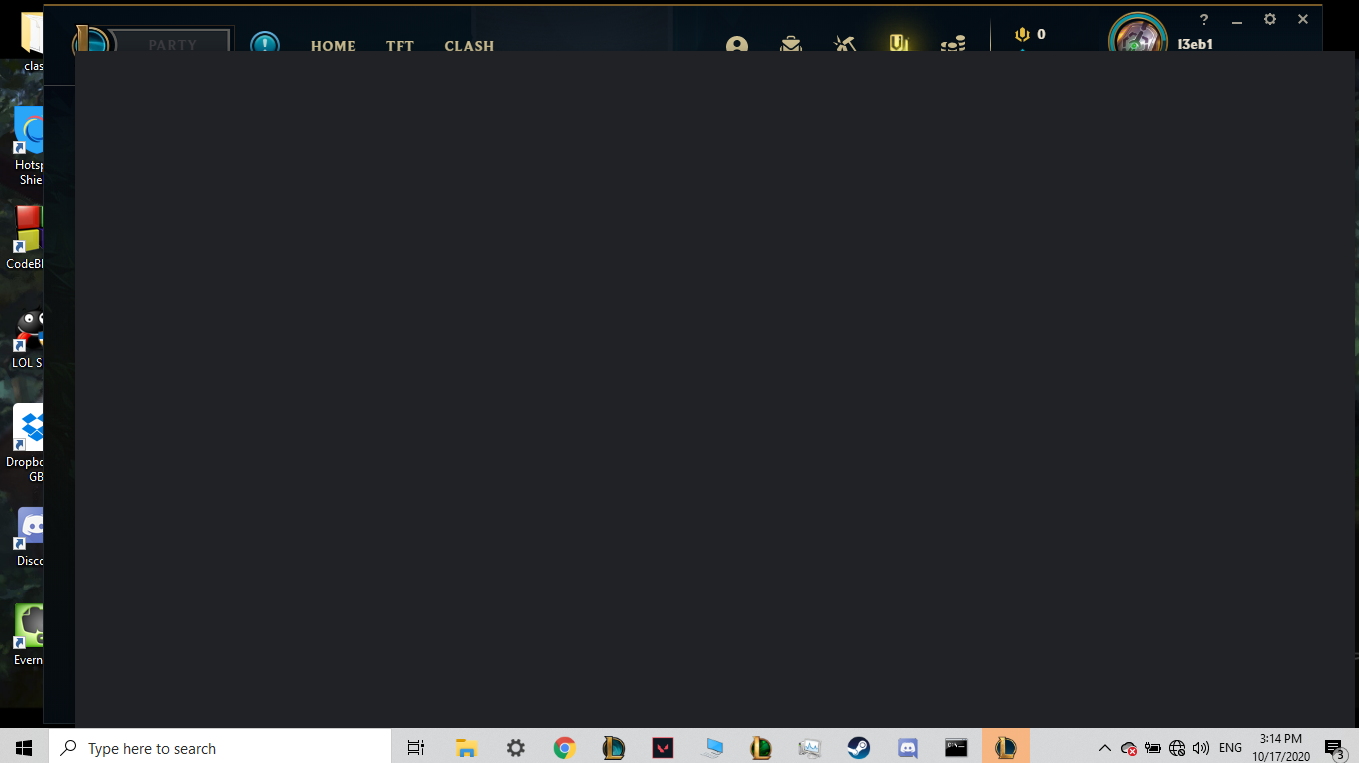 PARTY
HOME TFT CLASH
?
0
l3eb1
clas
Hotsp
Shie
CodeBl
LOL S
Dropbo
GB
Disco
Evern
Type here to search
ENG
3:14 PM
10/17/2020
3